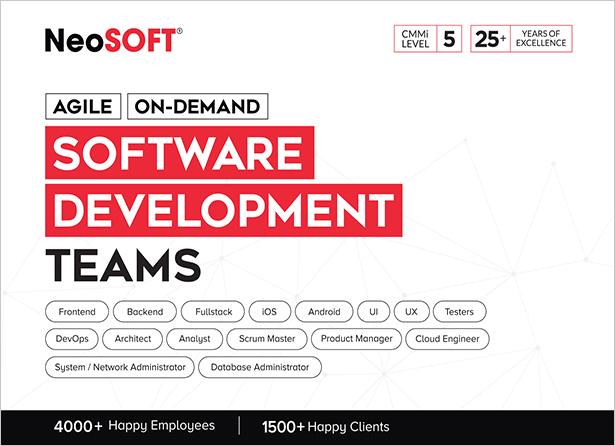 NeoSOFT®
CMMi LEVEL 5
25+ YEARS OF EXCELLENCE
AGILE ON-DEMAND
SOFTWARE
DEVELOPMENT
TEAMS
Frontend Backend Fullstack iOS Android UI UX Testers
DevOps Architect Analyst Scrum Master Product Manager Cloud Engineer
System / Network Administrator Database Administrator
4000+ Happy Employees 1500+ Happy Clients